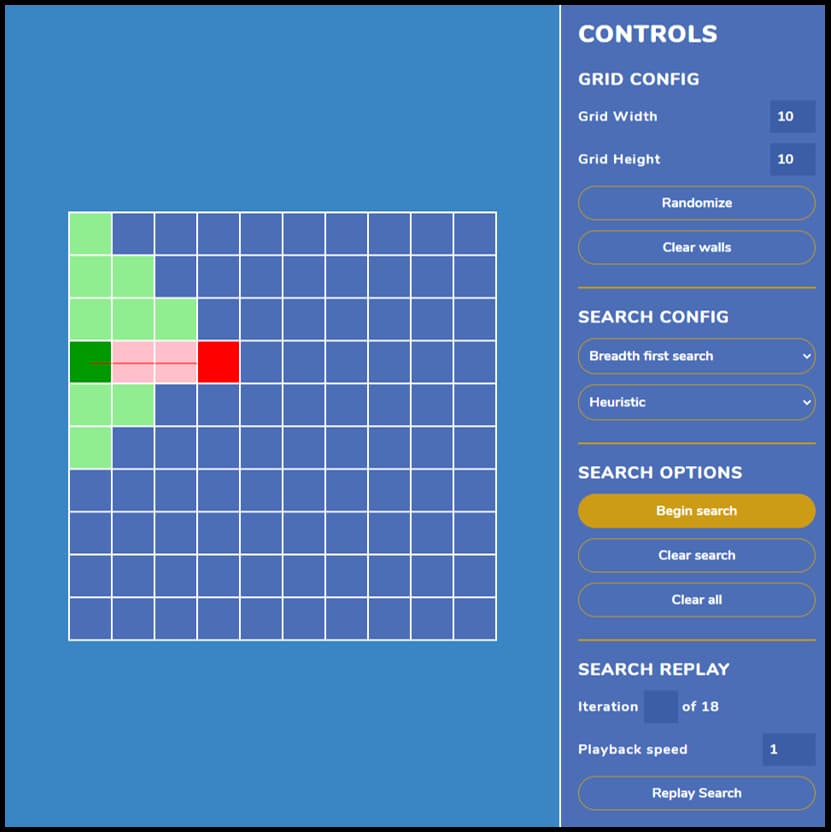 CONTROLS
GRID CONFIG
Grid Width 10
Grid Height 10
Randomize
Clear walls
SEARCH CONFIG
Breadth first search
Heuristic
SEARCH OPTIONS
Begin search
Clear search
Clear all
SEARCH REPLAY
Iteration of 18
Playback speed 1
Replay Search